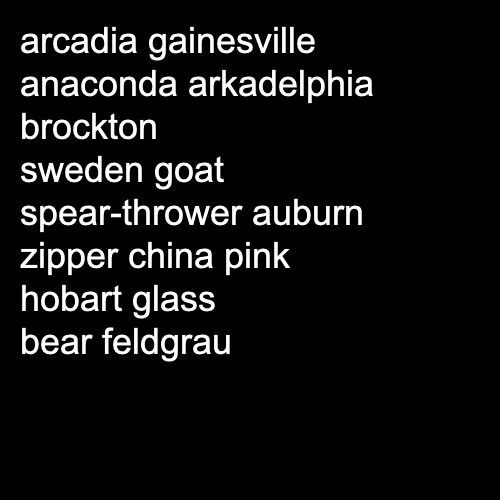 arcadia gainesville
anaconda arkadelphia
brockton
sweden goat
spear-thrower auburn
zipper china pink
hobart glass
bear feldgrau